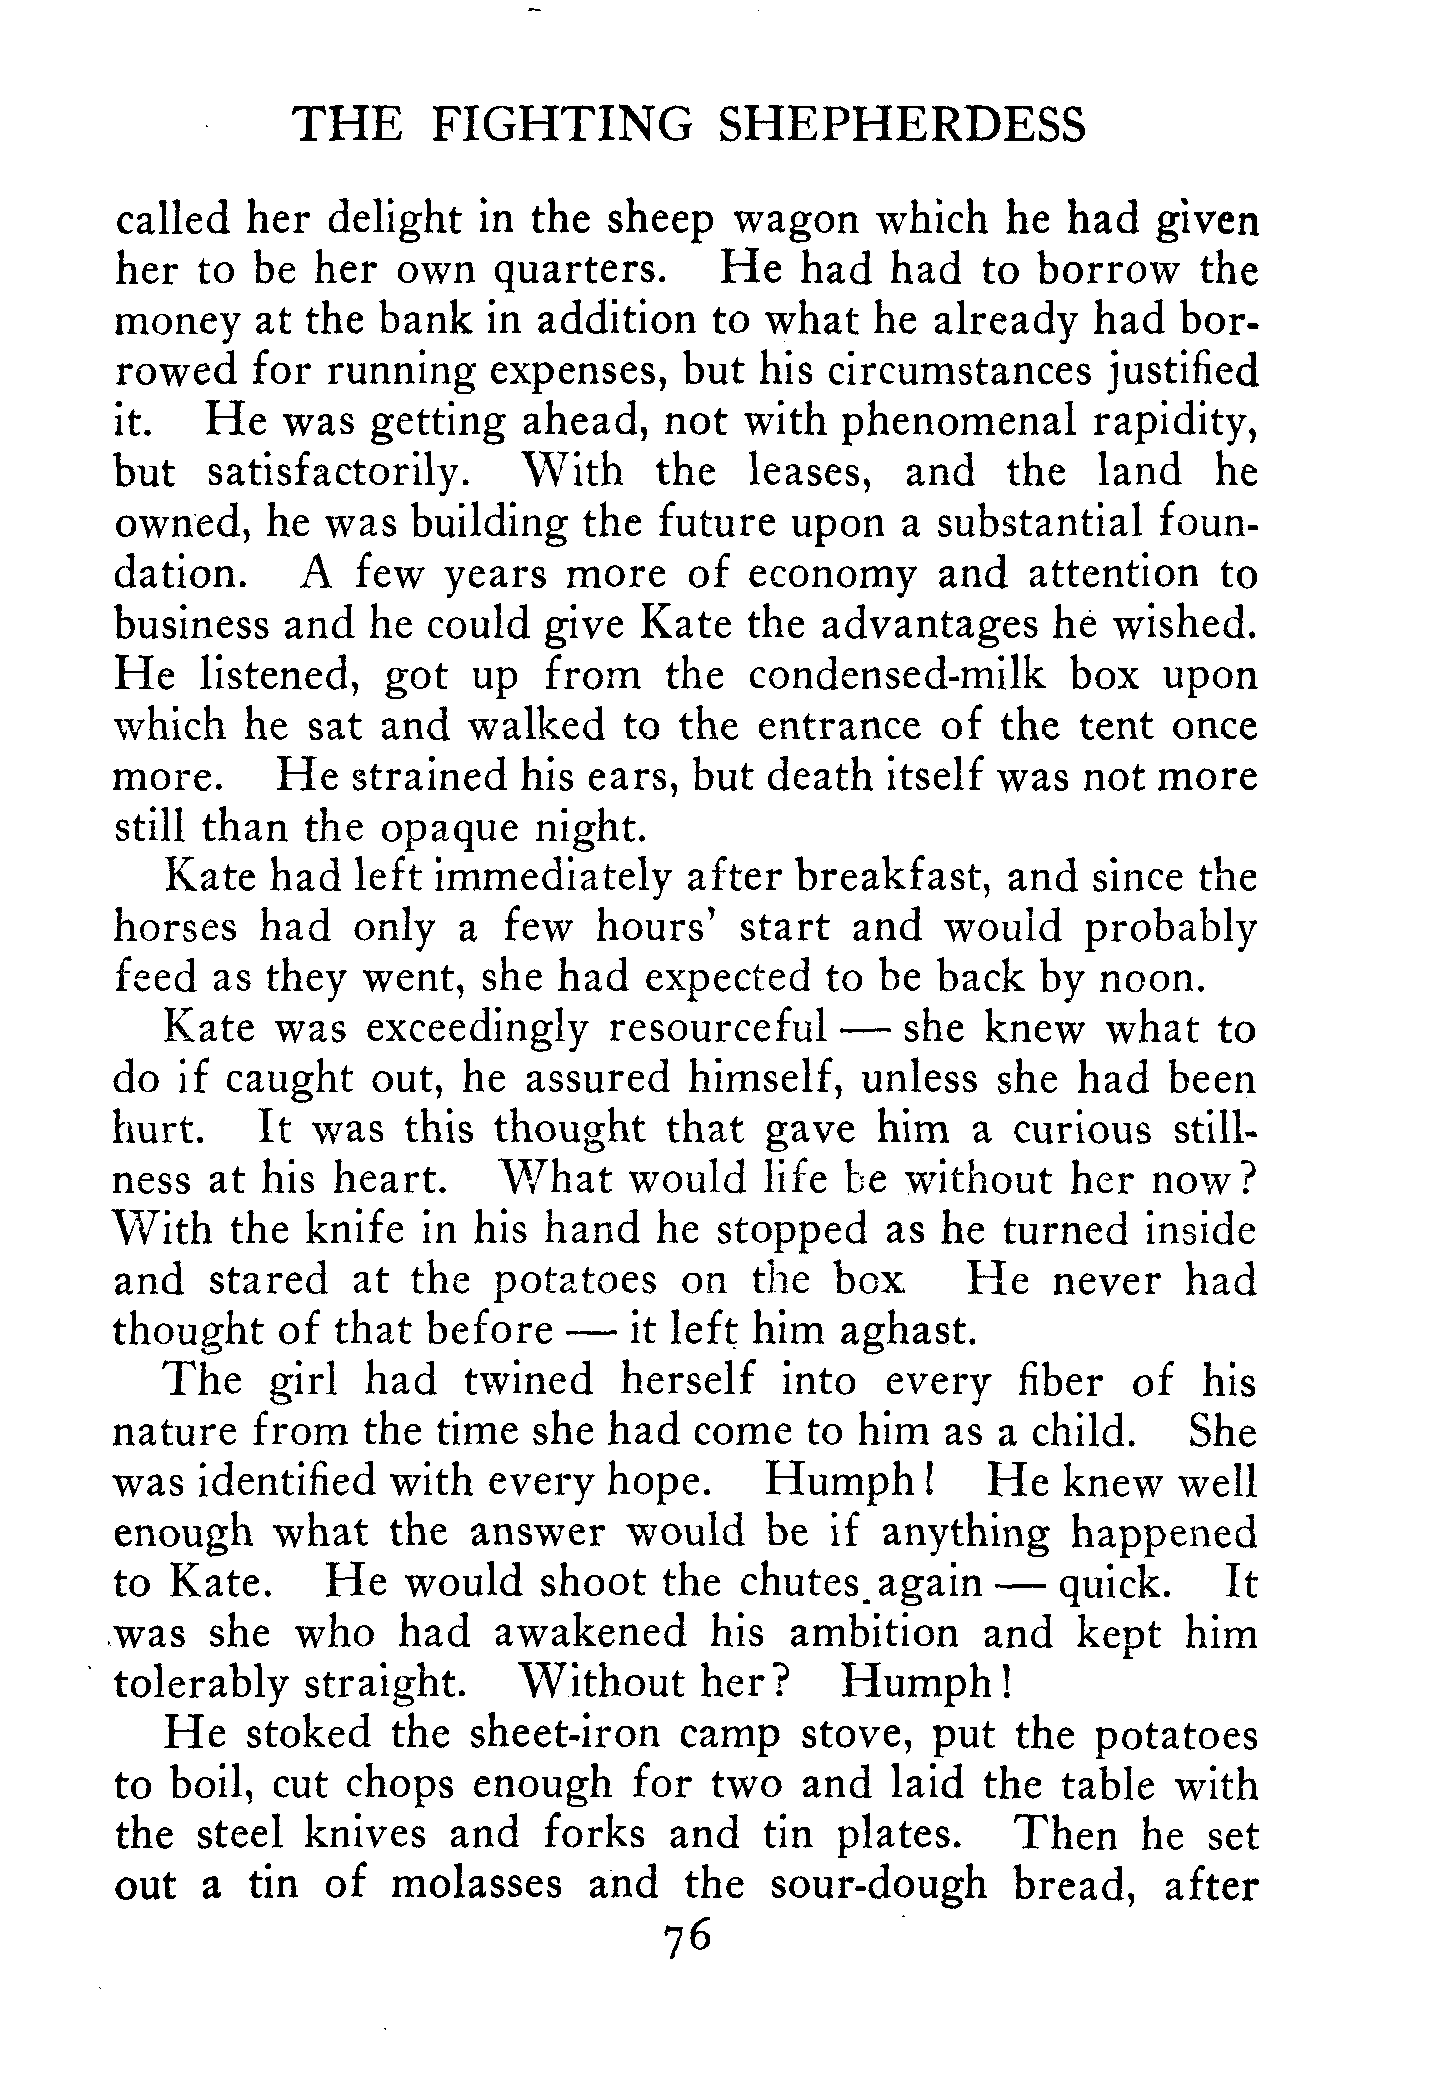 THE FIGHTING SHEPHERDESS
called her delight in the sheep wagon which he had given
her to be her own quarters. He had had to borrow the
money at the bank in addition to what he already had bor-
rowed for running expenses, but his circumstances justified
it. He was getting ahead, not with phenomenal rapidity,
but satisfactorily. With the leases, and the land he
owned, he was building the future upon a substantial foun-
dation. A few years more of economy and attention to
business and he could give Kate the advantages he wished.
He listened, got up from the condensed-milk box upon
which he sat and walked to the entrance of the tent once
more. He strained his ears, but death itself was not more
still than the opaque night.
Kate had left immediately after breakfast, and since the
horses had only a few hours' start and would probably
feed as they went, she had expected to be back by noon.
Kate was exceedingly resourceful — she knew what to
do if caught out, he assured himself, unless she had been
hurt. It was this thought that gave him a curious still-
ness at his heart. What would life be without her now?
With the knife in his hand he stopped as he turned inside
and stared at the potatoes on the box He never had
thought of that before — it left him aghast.
The girl had twined herself into every fiber of his
nature from the time she had come to him as a child. She
was identified with every hope. Humph! He knew well
enough what the answer would be if anything happened
to Kate. He would shoot the chutes again — quick. It
was she who had awakened his ambition and kept him
tolerably straight. Without her? Humph!
He stoked the sheet-iron camp stove, put the potatoes
to boil, cut chops enough for two and laid the table with
the steel knives and forks and tin plates. Then he set
out a tin of molasses and the sour-dough bread, after
76